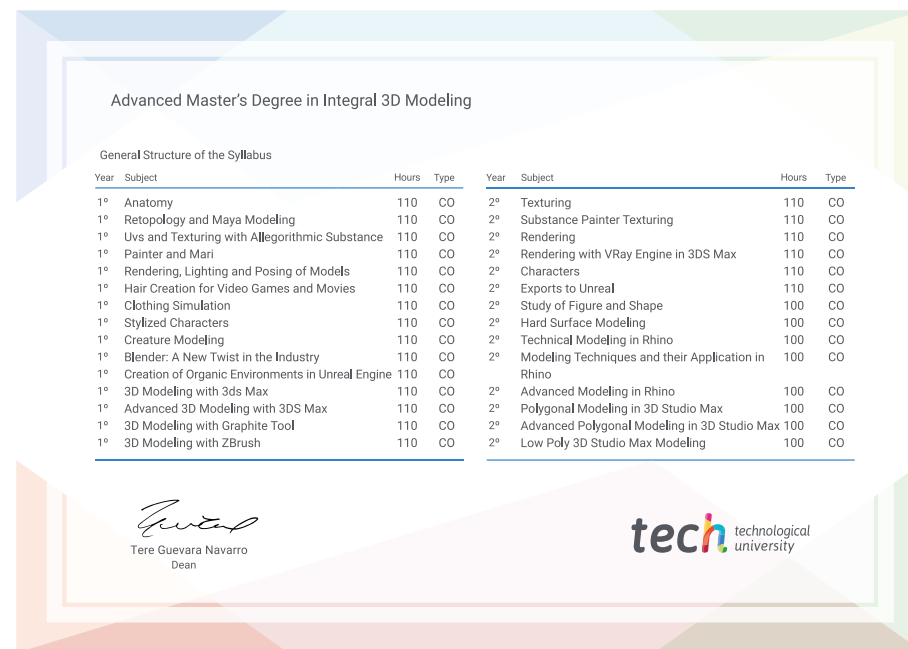 Advanced Master's Degree in Integral 3D Modeling
General Structure of the Syllabus
Year Subject Hours Type
1º Anatomy 110 CO
1º Retopology and Maya Modeling 110 CO
1º Uvs and Texturing with Allegorithmic Substance 110 CO
1º Painter and Mari 110 CO
1º Rendering, Lighting and Posing of Models 110 CO
1º Hair Creation for Video Games and Movies 110 CO
1º Clothing Simulation 110 CO
1º Stylized Characters 110 CO
1º Creature Modeling 110 CO
1º Blender: A New Twist in the Industry 110 CO
1º Creation of Organic Environments in Unreal Engine 110 CO
1º 3D Modeling with 3ds Max 110 CO
1º Advanced 3D Modeling with 3DS Max 110 CO
1º 3D Modeling with Graphite Tool 110 CO
1º 3D Modeling with ZBrush 110 CO
Year Subject Hours Type
2º Texturing 110 CO
2º Substance Painter Texturing 110 CO
2º Rendering 110 CO
2º Rendering with VRay Engine in 3DS Max 110 CO
2º Characters 110 CO
2º Exports to Unreal 110 CO
2º Study of Figure and Shape 100 CO
2º Hard Surface Modeling 100 CO
2º Technical Modeling in Rhino 100 CO
2º Modeling Techniques and their Application in 100 CO
Rhino
2º Advanced Modeling in Rhino 100 CO
2º Polygonal Modeling in 3D Studio Max 100 CO
2º Advanced Polygonal Modeling in 3D Studio Max 100 CO
2º Low Poly 3D Studio Max Modeling 100 CO
Tere Guevara Navarro
Dean
tech technological
university